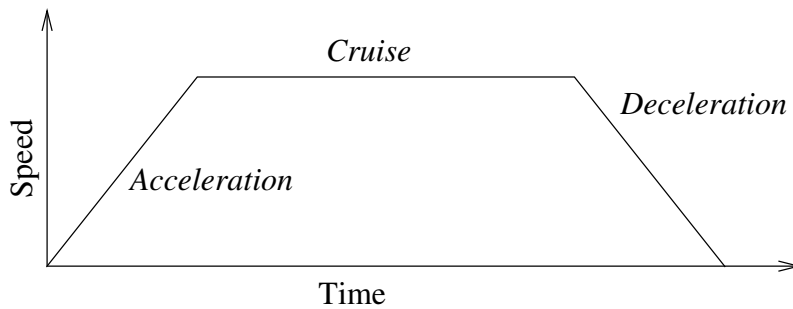 Cruise
Deceleration
Speed
Acceleration
Time